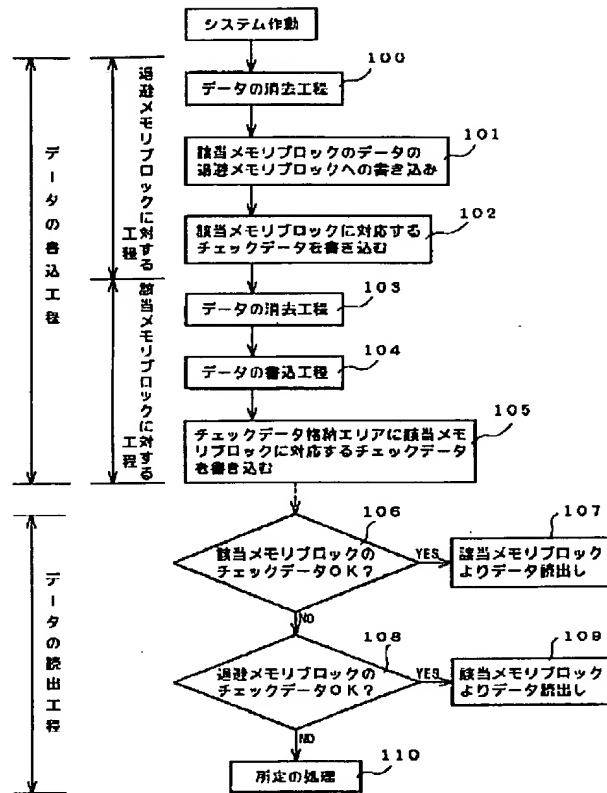 システム作動
100
データの消去工程
101
該当メモリブロックのデータの
退避メモリブロックへの書き込み
102
該当メモリブロックに対応する
チェックデータを書き込む
103
データの消去工程
104
データの書込工程
105
チェックデータ格納エリアに該当メモ
リブロックに対応するチェックデータ
を書き込む
データの書込工程
退避メモリブロックに対する
工程
該当メモリブロックに対する
工程
106
該当メモリブロックの
チェックデータOK?
YES
107
該当メモリブロック
よりデータ読出し
NO
108
退避メモリブロックの
チェックデータOK?
YES
109
該当メモリブロック
よりデータ読出し
NO
110
所定の処理
データの読出工程